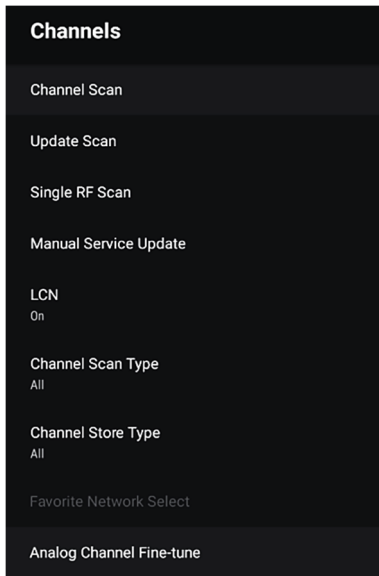 Channels
Channel Scan
Update Scan
Single RF Scan
Manual Service Update
LCN
On
Channel Scan Type
All
Channel Store Type
All
Favorite Network Select
Analog Channel Fine-tune